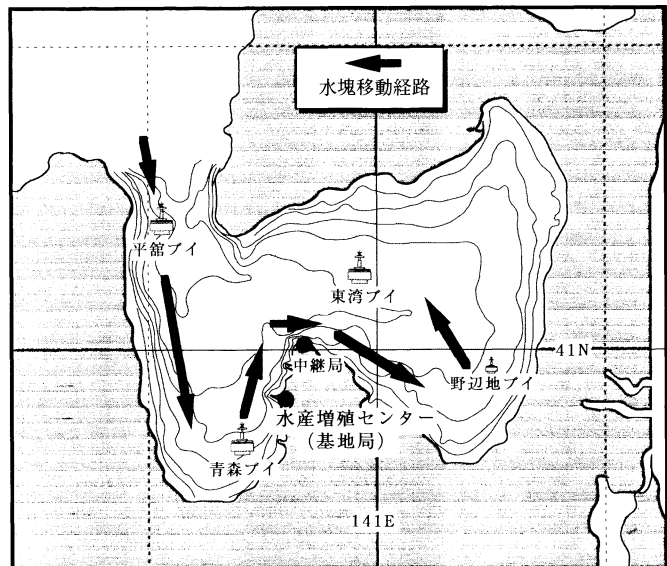 水塊移動経路
平舘ブイ
東湾ブイ
41N
中継局
野辺地ブイ
水産増殖センター
(基地局)
青森ブイ
141E